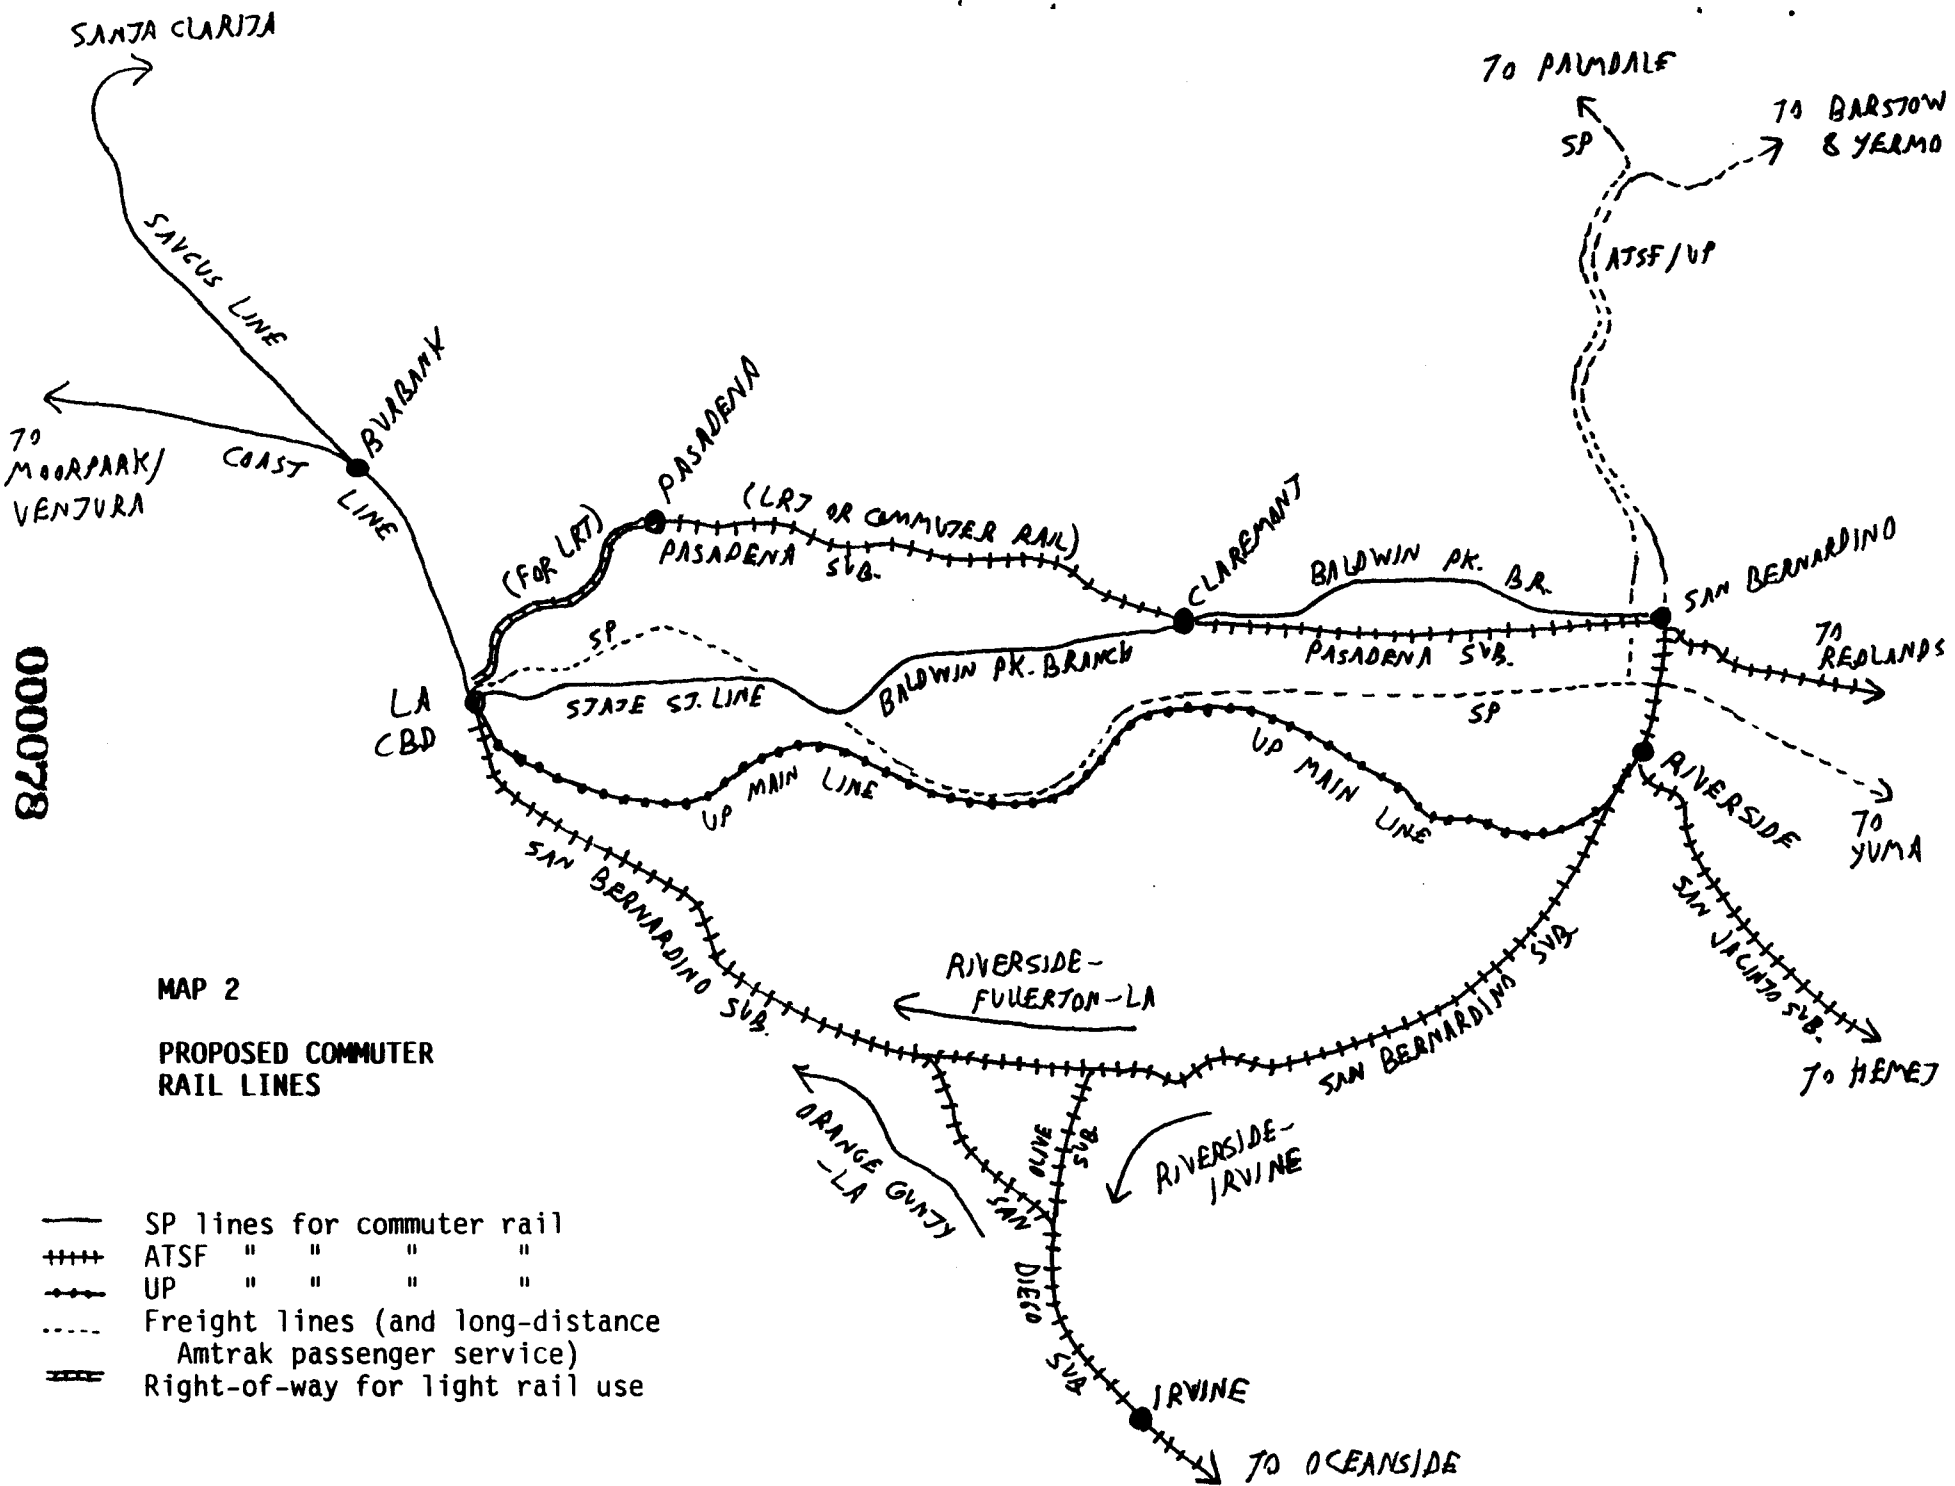 SANTA CLARITA
TO PALMDALE
TO BARSTOW
& YERMO
SP
SAUGUS LINE
ATSF/UP
BURBANK
TO
MOORPARK/
VENTURA
COAST
LINE
PASADENA
(FOR LRT)
(LRT OR COMMUTER RAIL)
PASADENA SUB.
CLAREMONT
BALDWIN PK. BR.
SAN BERNARDINO
PASADENA SUB.
TO
REDLANDS
SP
LA
CBD
STATE ST. LINE
BALDWIN PK. BRANCH
SP
UP MAIN LINE
UP MAIN LINE
RIVERSIDE
TO
YUMA
SAN BERNARDINO SUB.
SAN JACINTO SUB.
TO HEMET
RIVERSIDE-
FULLERTON-LA
SAN BERNARDINO SUB
ORANGE COUNTY
-LA
OLIVE
SUB
RIVERSIDE-
IRVINE
SAN
DIEGO
SUB
IRVINE
TO OCEANSIDE
000078
MAP 2
PROPOSED COMMUTER
RAIL LINES
SP lines for commuter rail
ATSF " " " "
UP " " " "
Freight lines (and long-distance
Amtrak passenger service)
Right-of-way for light rail use